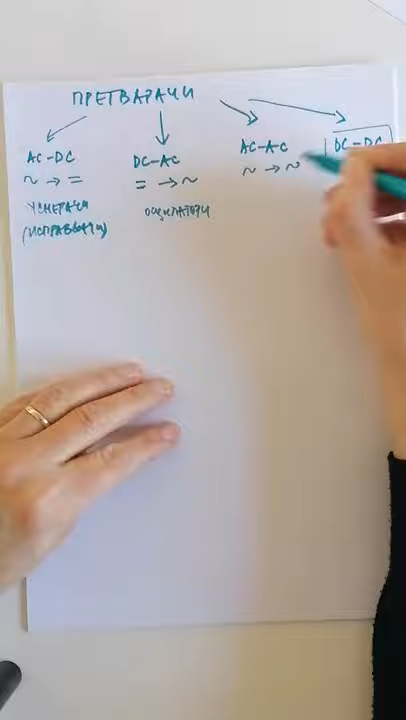 ПРЕТВАРАЧИ
AC-DC
~ → =
УСМЕРАЧИ
(ИСПРАВЉАЧИ)
DC-AC
= → ~
ОСЦИЛАТОРИ
AC-AC
~ → ~
DC-DC